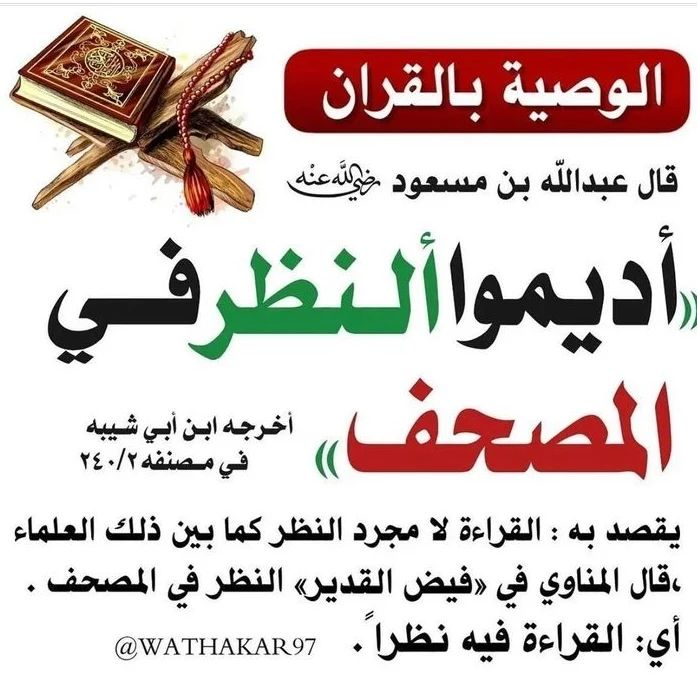 الوصية بالقران
قال عبدالله بن مسعود رضي الله عنه
«أديموا ألنظر في
المصحف»
أخرجه ابن أبي شيبه
في مصنفه ٢٤٠/٢
يقصد به : القراءة لا مجرد النظر كما بين ذلك العلماء
،قال المناوي في «فيض القدير» النظر في المصحف .
أي: القراءة فيه نظراً .
@WATHAKAR97